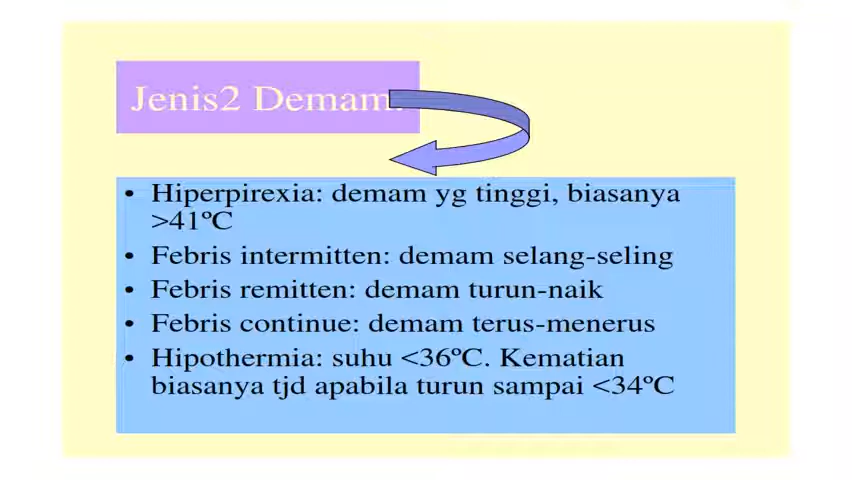 Jenis2 Demam.
• Hiperpirexia: demam yg tinggi, biasanya
>41ºC
• Febris intermitten: demam selang-seling
• Febris remitten: demam turun-naik
• Febris continue: demam terus-menerus
• Hipothermia: suhu <36ºC. Kematian
biasanya tjd apabila turun sampai <34ºC